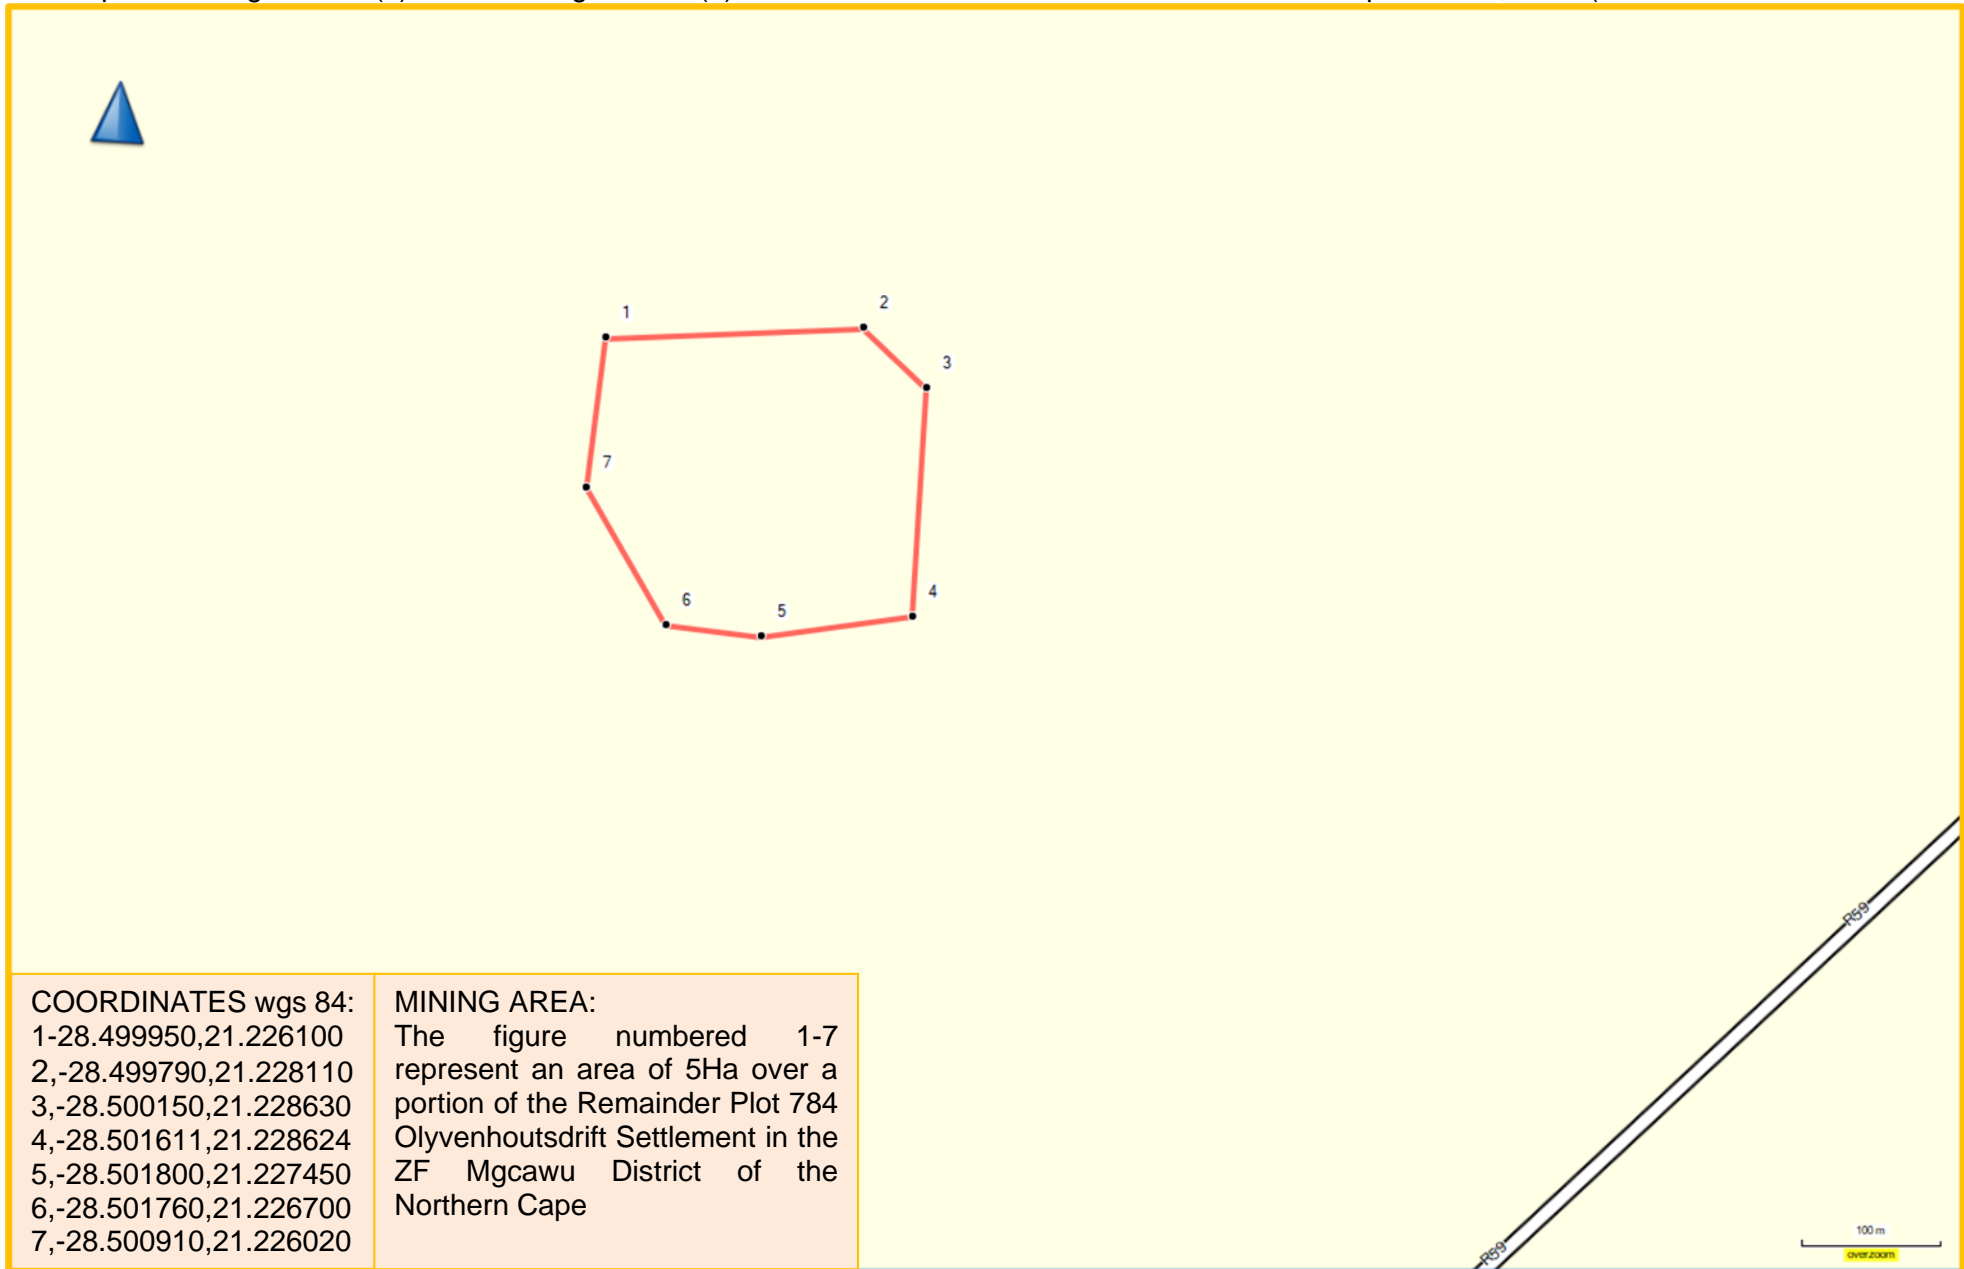 1
2
3
7
4
6
5
R59
R59
COORDINATES wgs 84:
1-28.499950,21.226100
2,-28.499790,21.228110
3,-28.500150,21.228630
4,-28.501611,21.228624
5,-28.501800,21.227450
6,-28.501760,21.226700
7,-28.500910,21.226020
MINING AREA:
The figure numbered 1-7
represent an area of 5Ha over a
portion of the Remainder Plot 784
Olyvenhoutsdrift Settlement in the
ZF Mgcawu District of the
Northern Cape
100 m
overzoom